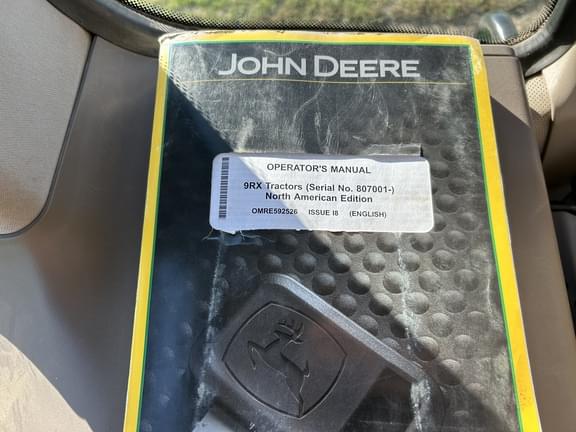 JOHN DEERE
OPERATOR'S MANUAL
9RX Tractors (Serial No. 807001-)
North American Edition
OMRE592526 ISSUE I8 (ENGLISH)